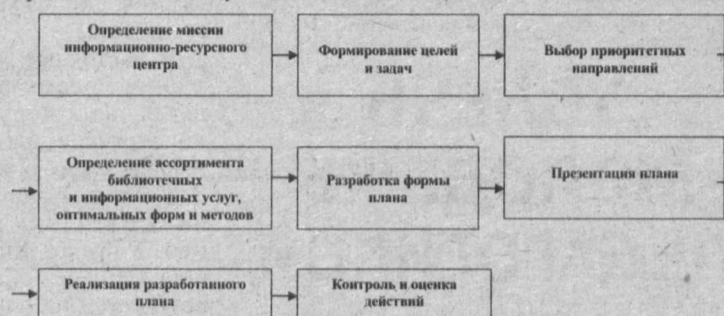 Определение миссии
информационно-ресурсного
центра
Формирование целей
и задач
Выбор приоритетных
направлений
Определение ассортимента
библиотечных
и информационных услуг,
оптимальных форм и методов
Разработка формы
плана
Презентация плана
Реализация разработанного
плана
Контроль и оценка
действий